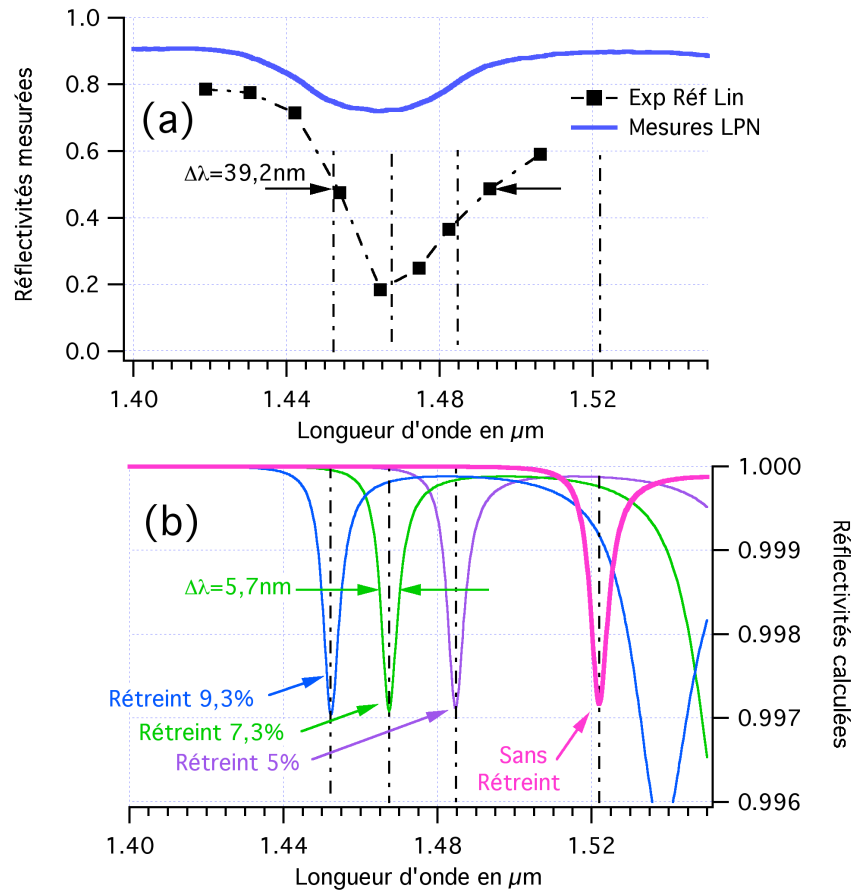 1.0
0.8
0.6
0.4
0.2
0.0
Réflectivités mesurées
(a)
Exp Réf Lin
Mesures LPN
Δλ=39,2nm
1.40
1.44
1.48
1.52
Longueur d'onde en µm
(b)
1.000
0.999
0.998
0.997
0.996
Réflectivités calculées
Δλ=5,7nm
Rétreint 9,3%
Rétreint 7,3%
Rétreint 5%
Sans
Rétreint
1.40
1.44
1.48
1.52
Longueur d'onde en µm